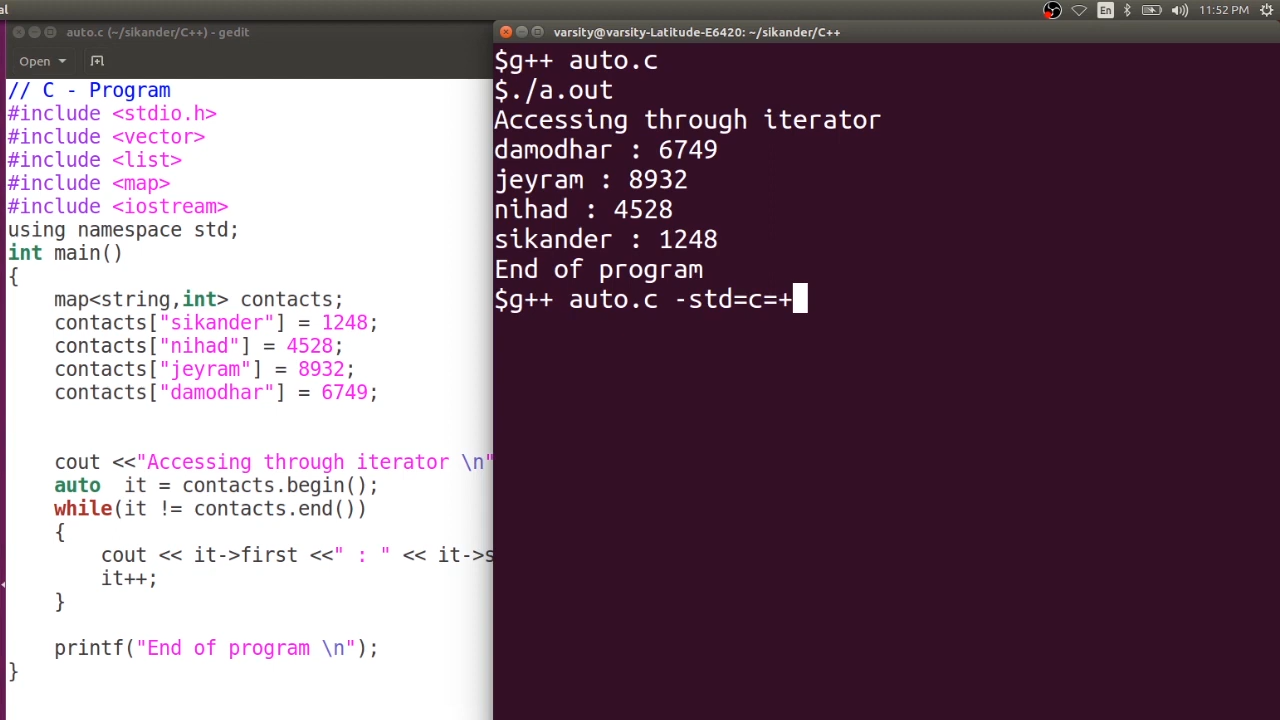 al
En
11:52 PM
auto.c (~/sikander/C++) - gedit
Open
// C - Program
#include <stdio.h>
#include <vector>
#include <list>
#include <map>
#include <iostream>
using namespace std;
int main()
{
map<string,int> contacts;
contacts["sikander"] = 1248;
contacts["nihad"] = 4528;
contacts["jeyram"] = 8932;
contacts["damodhar"] = 6749;
cout <<"Accessing through iterator \n"
auto  it = contacts.begin();
while(it != contacts.end())
{
cout << it->first <<" : " << it->s
it++;
}
printf("End of program \n");
}
varsity@varsity-Latitude-E6420: ~/sikander/C++
$g++ auto.c
$./a.out
Accessing through iterator
damodhar : 6749
jeyram : 8932
nihad : 4528
sikander : 1248
End of program
$g++ auto.c -std=c=+